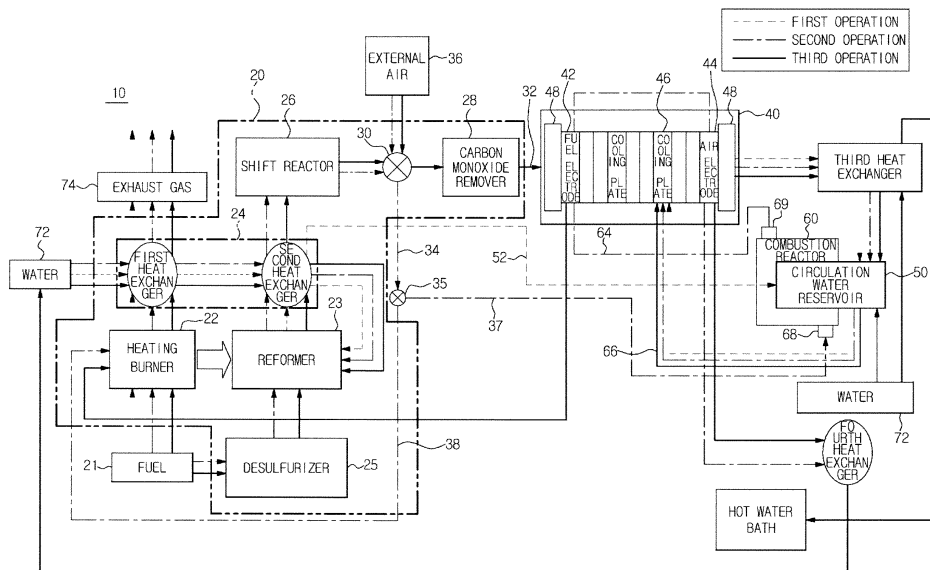 FIRST OPERATION
SECOND OPERATION
THIRD OPERATION
EXTERNAL
AIR
36
10
20
26
28
32
48
42
46
44
48
40
30
SHIFT REACTOR
CARBON
MONOXIDE
REMOVER
FUEL ELECTRODE
COOLING PLATE
COOLING PLATE
AIR ELECTRODE
THIRD HEAT
EXCHANGER
74
EXHAUST GAS
24
72
WATER
FIRST HEAT EXCHANGER
SECOND HEAT EXCHANGER
34
52
64
69
60
COMBUSTION
REACTOR
50
CIRCULATION
WATER
RESERVOIR
35
37
22
23
68
HEATING
BURNER
REFORMER
66
WATER
72
38
21
FUEL
DESULFURIZER
25
FOURTH HEAT EXCHANGER
HOT WATER
BATH